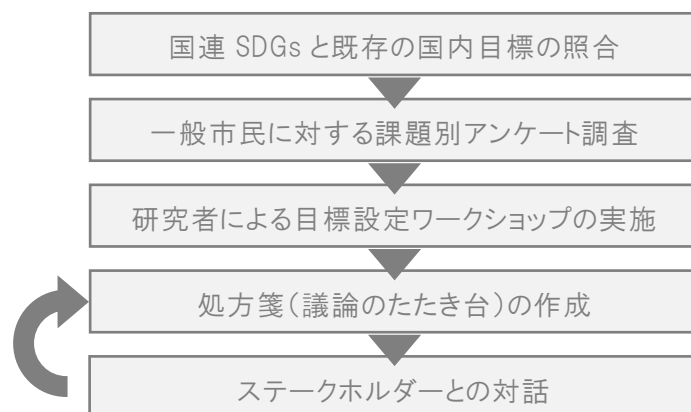 国連 SDGs と既存の国内目標の照合
一般市民に対する課題別アンケート調査
研究者による目標設定ワークショップの実施
処方箋（議論のたたき台）の作成
ステークホルダーとの対話